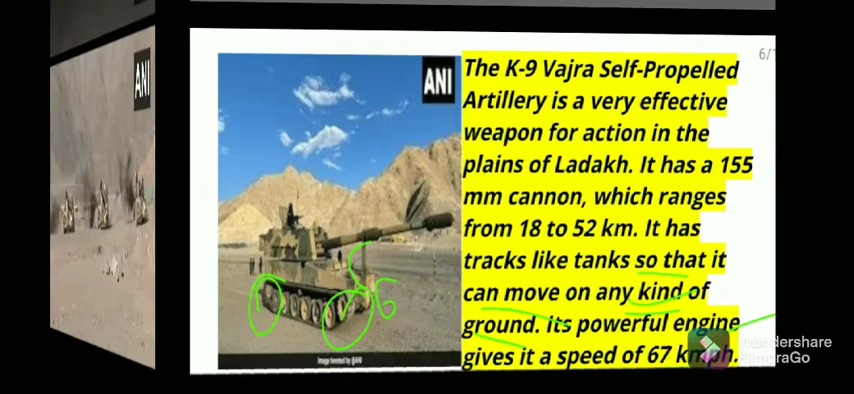 ANI
6/1
ANI
The K-9 Vajra Self-Propelled
Artillery is a very effective
weapon for action in the
plains of Ladakh. It has a 155
mm cannon, which ranges
from 18 to 52 km. It has
tracks like tanks so that it
can move on any kind of
ground. its powerful engine
gives it a speed of 67 kmph.
Image tweeted by @ANI
wondershare
FilmoraGo